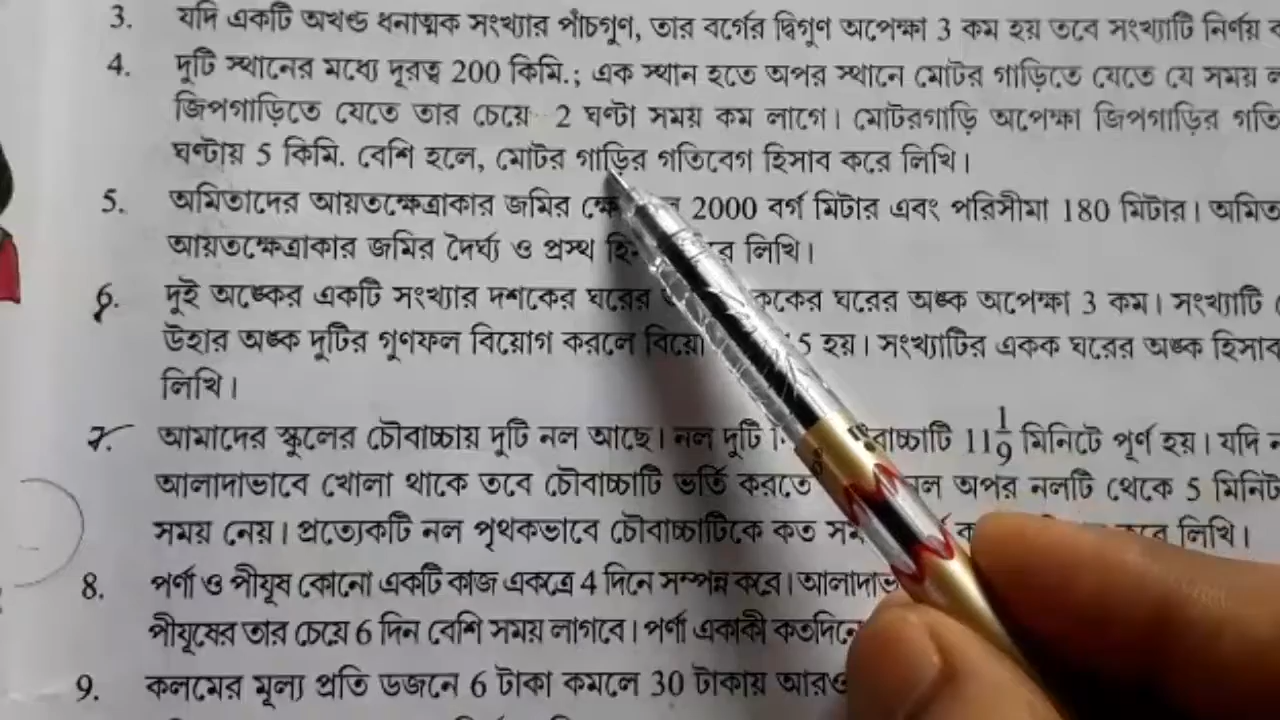 3. যদি একটি অখণ্ড ধনাত্মক সংখ্যার পাঁচগুণ, তার বর্গের দ্বিগুণ অপেক্ষা 3 কম হয় তবে সংখ্যাটি নির্ণয়
4. দুটি স্থানের মধ্যে দূরত্ব 200 কিমি.; এক স্থান হতে অপর স্থানে মোটর গাড়িতে যেতে যে সময়
জিপগাড়িতে যেতে তার চেয়ে 2 ঘণ্টা সময় কম লাগে। মোটরগাড়ি অপেক্ষা জিপগাড়ির গতি
ঘণ্টায় 5 কিমি. বেশি হলে, মোটর গাড়ির গতিবেগ হিসাব করে লিখি।
5. অমিতাদের আয়তক্ষেত্রাকার জমির 2000 বর্গ মিটার এবং পরিসীমা 180 মিটার। অমিত
আয়তক্ষেত্রাকার জমির দৈর্ঘ্য ও প্রস্থ লিখি।
6. দুই অঙ্কের একটি সংখ্যার দশকের ঘরের ককের ঘরের অঙ্ক অপেক্ষা 3 কম। সংখ্যাটি
উহার অঙ্ক দুটির গুণফল বিয়োগ করলে বিয়ো 5 হয়। সংখ্যাটির একক ঘরের অঙ্ক হিসাব
লিখি।
7. আমাদের স্কুলের চৌবাচ্চায় দুটি নল আছে। নল দুটি বাচ্চাটি 11 1/9 মিনিটে পূর্ণ হয়। যদি
আলাদাভাবে খোলা থাকে তবে চৌবাচ্চাটি ভর্তি করতে নল অপর নলটি থেকে 5 মিনিট
সময় নেয়। প্রত্যেকটি নল পৃথকভাবে চৌবাচ্চাটিকে কত লিখি।
8. পর্ণা ও পীযূষ কোনো একটি কাজ একত্রে 4 দিনে সম্পন্ন করে। আলাদাভ
পীযূষের তার চেয়ে 6 দিন বেশি সময় লাগবে। পর্ণা একাকী কতদিনে
9. কলমের মূল্য প্রতি ডজনে 6 টাকা কমলে 30 টাকায় আরও